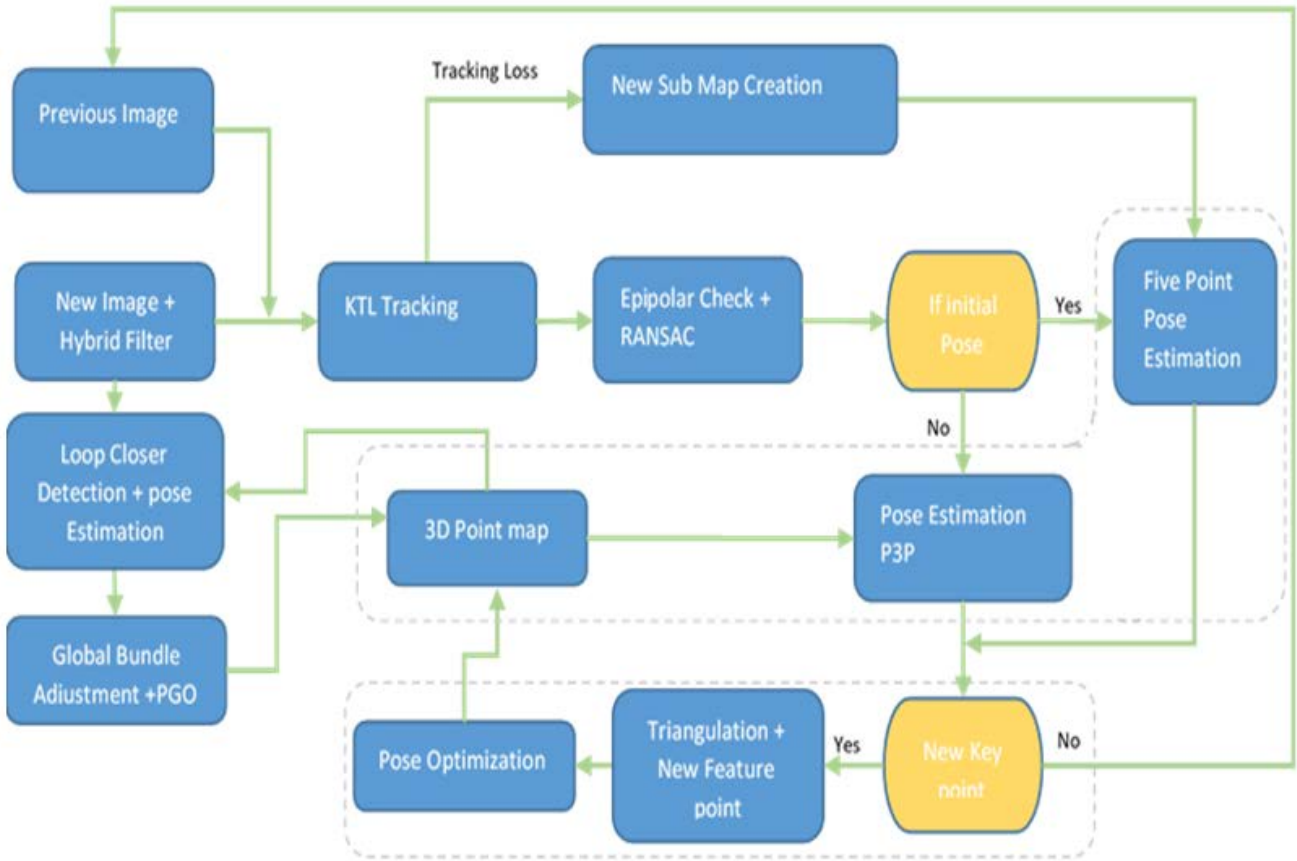 Tracking Loss
New Sub Map Creation
Previous Image
New Image +
Hybrid Filter
KTL Tracking
Epipolar Check +
RANSAC
If initial
Pose
Yes
Five Point
Pose
Estimation
No
Loop Closer
Detection + pose
Estimation
3D Point map
Pose Estimation
P3P
Global Bundle
Adiustment +PGO
Pose Optimization
Triangulation +
New Feature
point
Yes
New Key
point
No